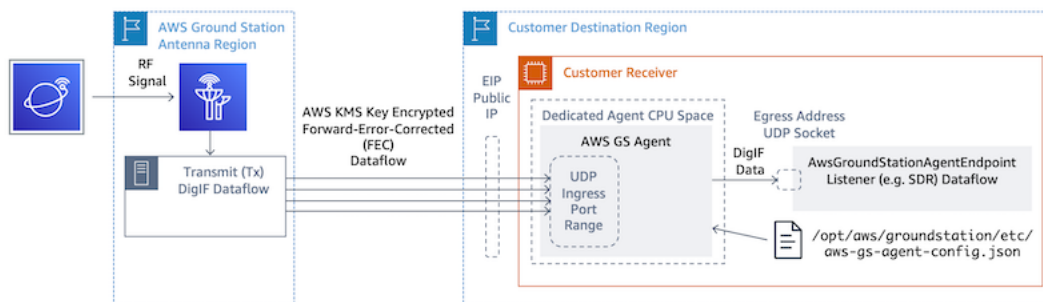 AWS Ground Station
Antenna Region
RF
Signal
Transmit (Tx)
DigIF Dataflow
AWS KMS Key Encrypted
Forward-Error-Corrected
(FEC)
Dataflow
Customer Destination Region
EIP
Public
IP
Customer Receiver
Dedicated Agent CPU Space
AWS GS Agent
UDP
Ingress
Port
Range
DigIF
Data
Egress Address
UDP Socket
AwsGroundStationAgentEndpoint
Listener (e.g. SDR) Dataflow
/opt/aws/groundstation/etc/
aws-gs-agent-config.json